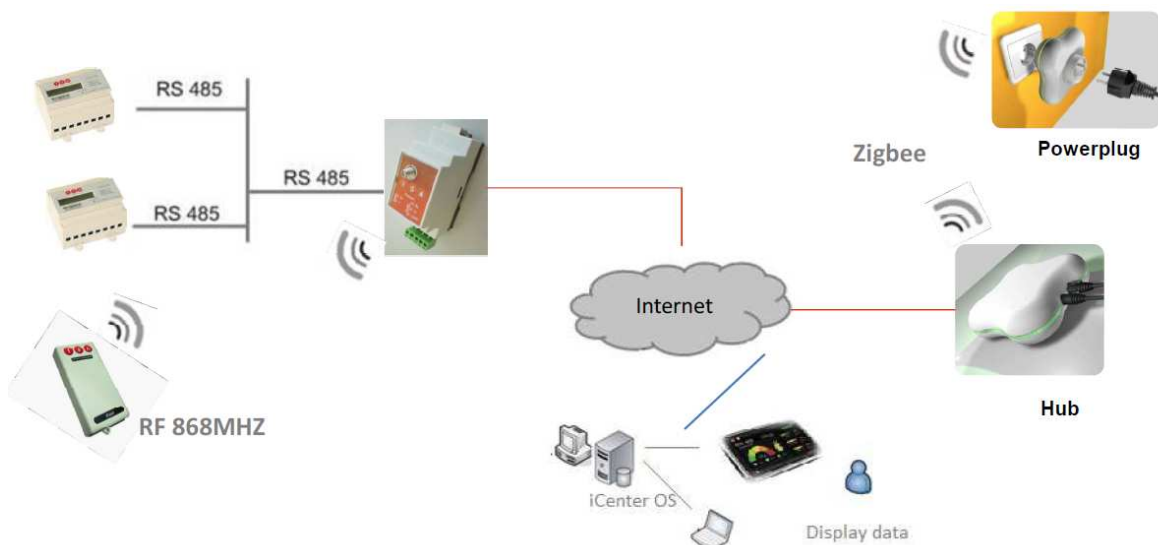 RS 485
RS 485
RS 485
RF 868MHZ
Zigbee
Powerplug
Internet
Hub
iCenter OS
Display data